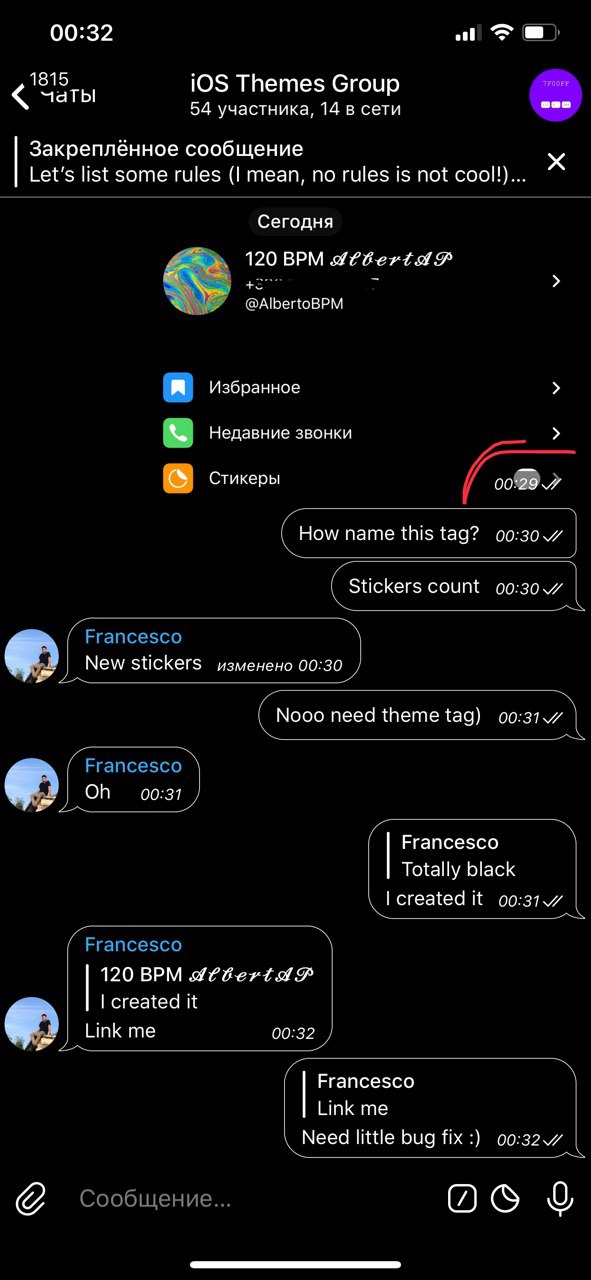 00:32
1815
Чаты
iOS Themes Group
54 участника, 14 в сети
7F00FF
Закреплённое сообщение
Let’s list some rules (I mean, no rules is not cool!)...
Сегодня
120 BPM 𝓐𝓵𝓫𝓮𝓻𝓽𝓐𝓟
@AlbertoBPM
Избранное
Недавние звонки
Стикеры
00:29
How name this tag? 00:30
Stickers count 00:30
Francesco
New stickers изменено 00:30
Nooo need theme tag) 00:31
Francesco
Oh 00:31
Francesco
Totally black
I created it 00:31
Francesco
120 BPM 𝓐𝓵𝓫𝓮𝓻𝓽𝓐𝓟
I created it
Link me 00:32
Francesco
Link me
Need little bug fix :) 00:32
Сообщение...